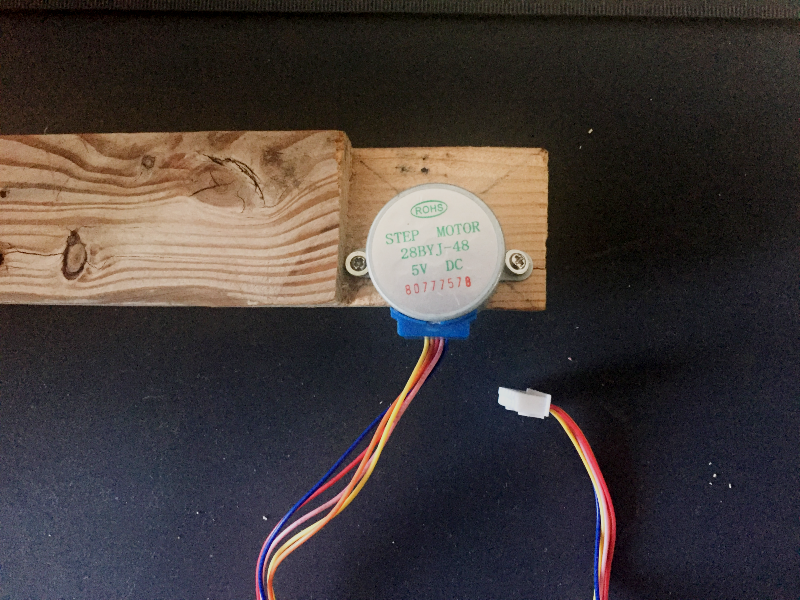 ROHS
STEP MOTOR
28BYJ-48
5V DC
80777578